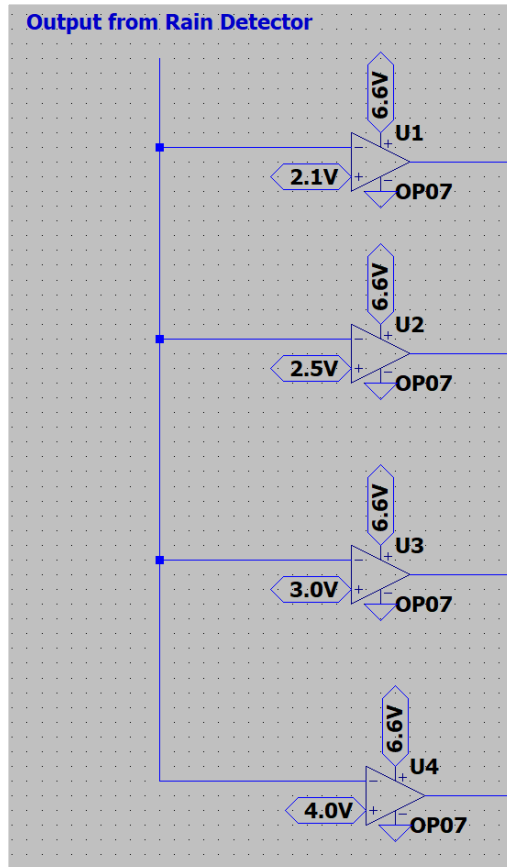 Output from Rain Detector
6.6V
U1
2.1V
OP07
6.6V
U2
2.5V
OP07
6.6V
U3
3.0V
OP07
6.6V
U4
4.0V
OP07